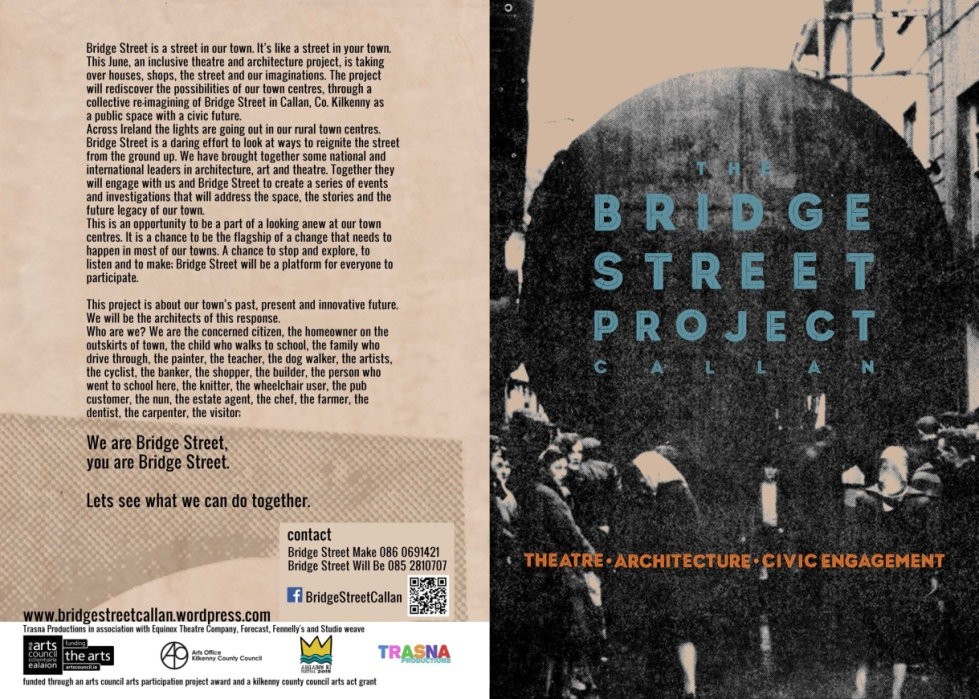 Bridge Street is a street in our town. It's like a street in your town.
This June, an inclusive theatre and architecture project, is taking
over houses, shops, the street and our imaginations. The project
will rediscover the possibilities of our town centres, through a
collective re-imagining of Bridge Street in Callan, Co. Kilkenny as
a public space with a civic future.
Across Ireland the lights are going out in our rural town centres.
Bridge Street is a daring effort to look at ways to reignite the street
from the ground up. We have brought together some national and
international leaders in architecture, art and theatre. Together they
will engage with us and Bridge Street to create a series of events
and investigations that will address the space, the stories and the
future legacy of our town.
This is an opportunity to be a part of a looking anew at our town
centres. It is a chance to be the flagship of a change that needs to
happen in most of our towns. A chance to stop and explore, to
listen and to make: Bridge Street will be a platform for everyone to
participate.
This project is about our town's past, present and innovative future.
We will be the architects of this response.
Who are we? We are the concerned citizen, the homeowner on the
outskirts of town, the child who walks to school, the family who
drive through, the painter, the teacher, the dog walker, the artists,
the cyclist, the banker, the shopper, the builder, the person who
went to school here, the knitter, the wheelchair user, the pub
customer, the nun, the estate agent, the chef, the farmer, the
dentist, the carpenter, the visitor:
We are Bridge Street,
you are Bridge Street.
Lets see what we can do together.
contact
Bridge Street Make 086 0691421
Bridge Street Will Be 085 2810707
BridgeStreetCallan
www.bridgestreetcallan.wordpress.com
Trasna Productions in association with Equinox Theatre Company, Forecast, Fennelly's and Studio weave
arts council
ealaíon
funding
the arts
artscouncil.ie
Arts Office
Kilkenny County Council
TRASNA
PRODUCTIONS
funded through an arts council arts participation project award and a kilkenny county council arts act grant
THE
BRIDGE
STREET
PROJECT
CALLAN
THEATRE • ARCHITECTURE • CIVIC ENGAGEMENT